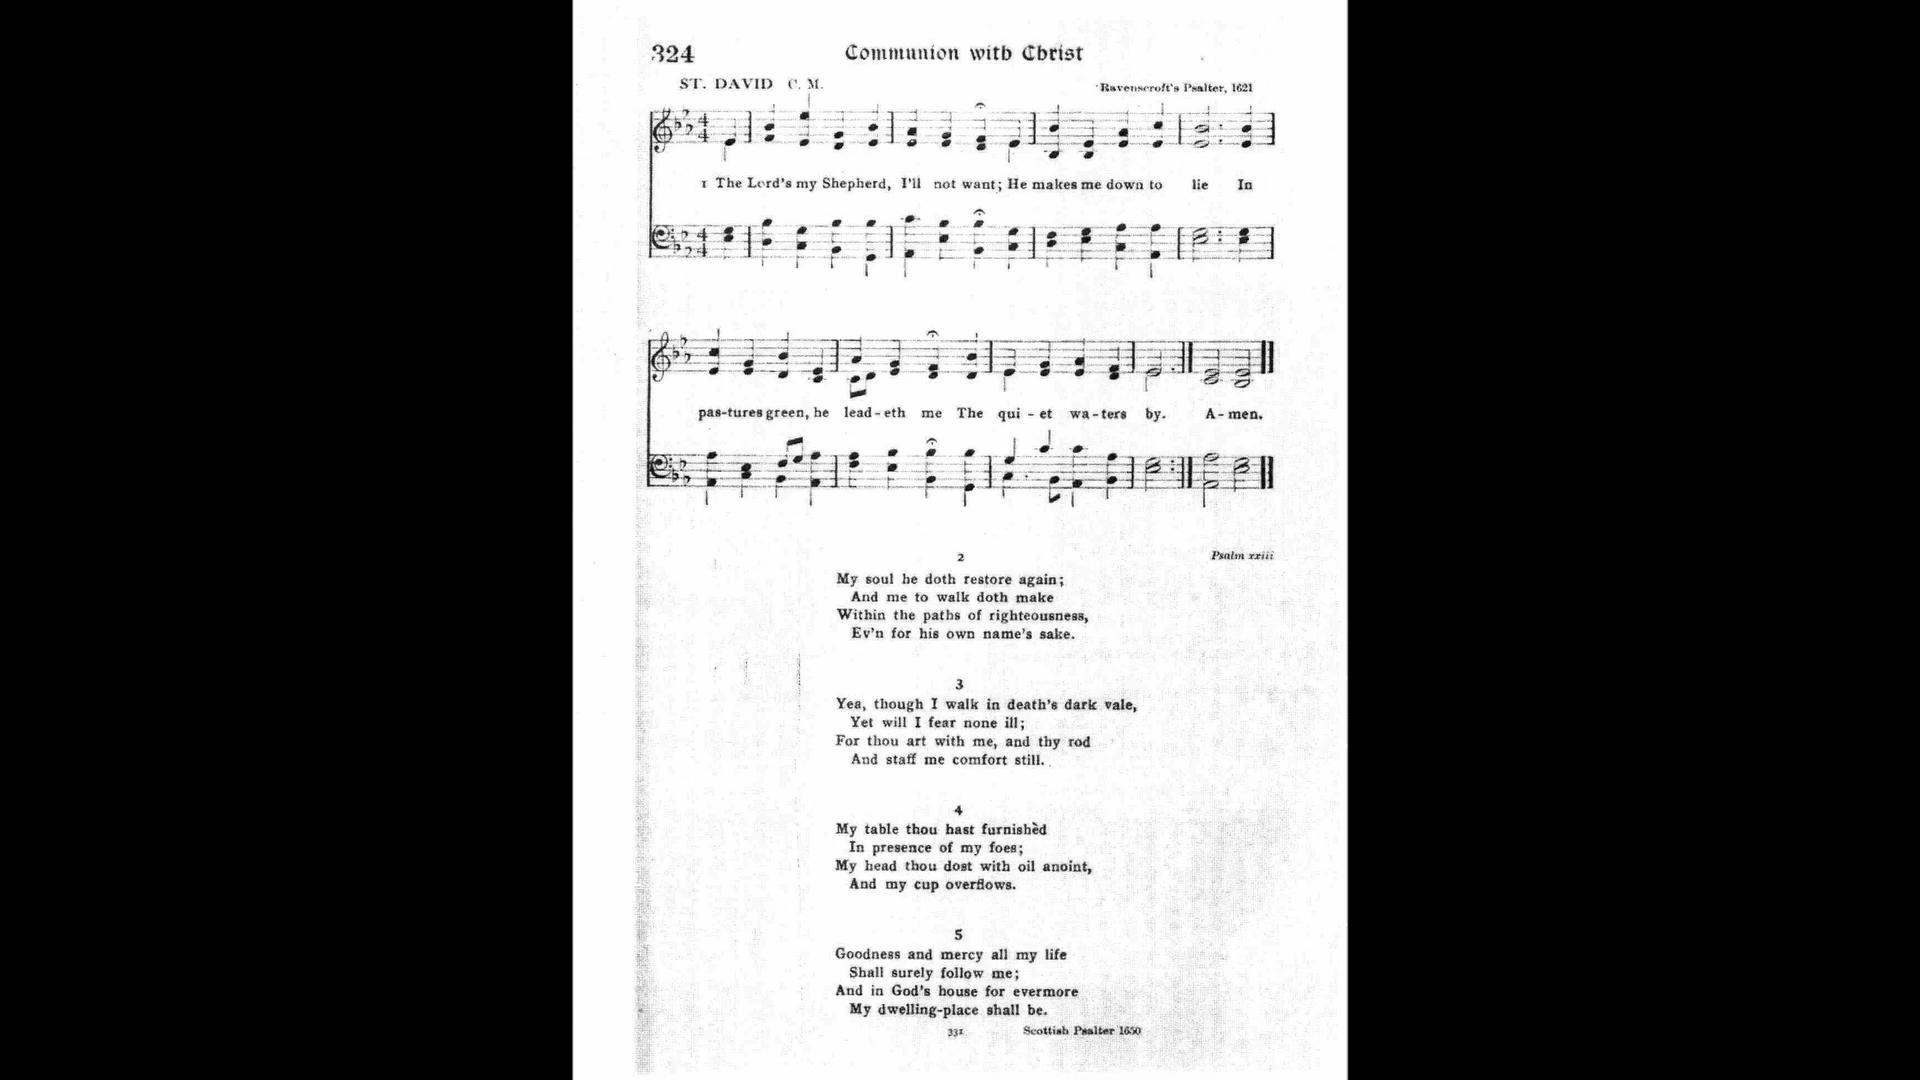 324
Communion with Christ
ST. DAVID C. M.
Ravenscroft's Psalter, 1621
1 The Lord's my Shepherd, I'll not want; He makes me down to lie In
pas-tures green, he lead-eth me The qui-et wa-ters by. A-men.
Psalm xxiii
2
My soul he doth restore again;
And me to walk doth make
Within the paths of righteousness,
Ev'n for his own name's sake.
3
Yea, though I walk in death's dark vale,
Yet will I fear none ill;
For thou art with me, and thy rod
And staff me comfort still.
4
My table thou hast furnishèd
In presence of my foes;
My head thou dost with oil anoint,
And my cup overflows.
5
Goodness and mercy all my life
Shall surely follow me;
And in God's house for evermore
My dwelling-place shall be.
331
Scottish Psalter 1650